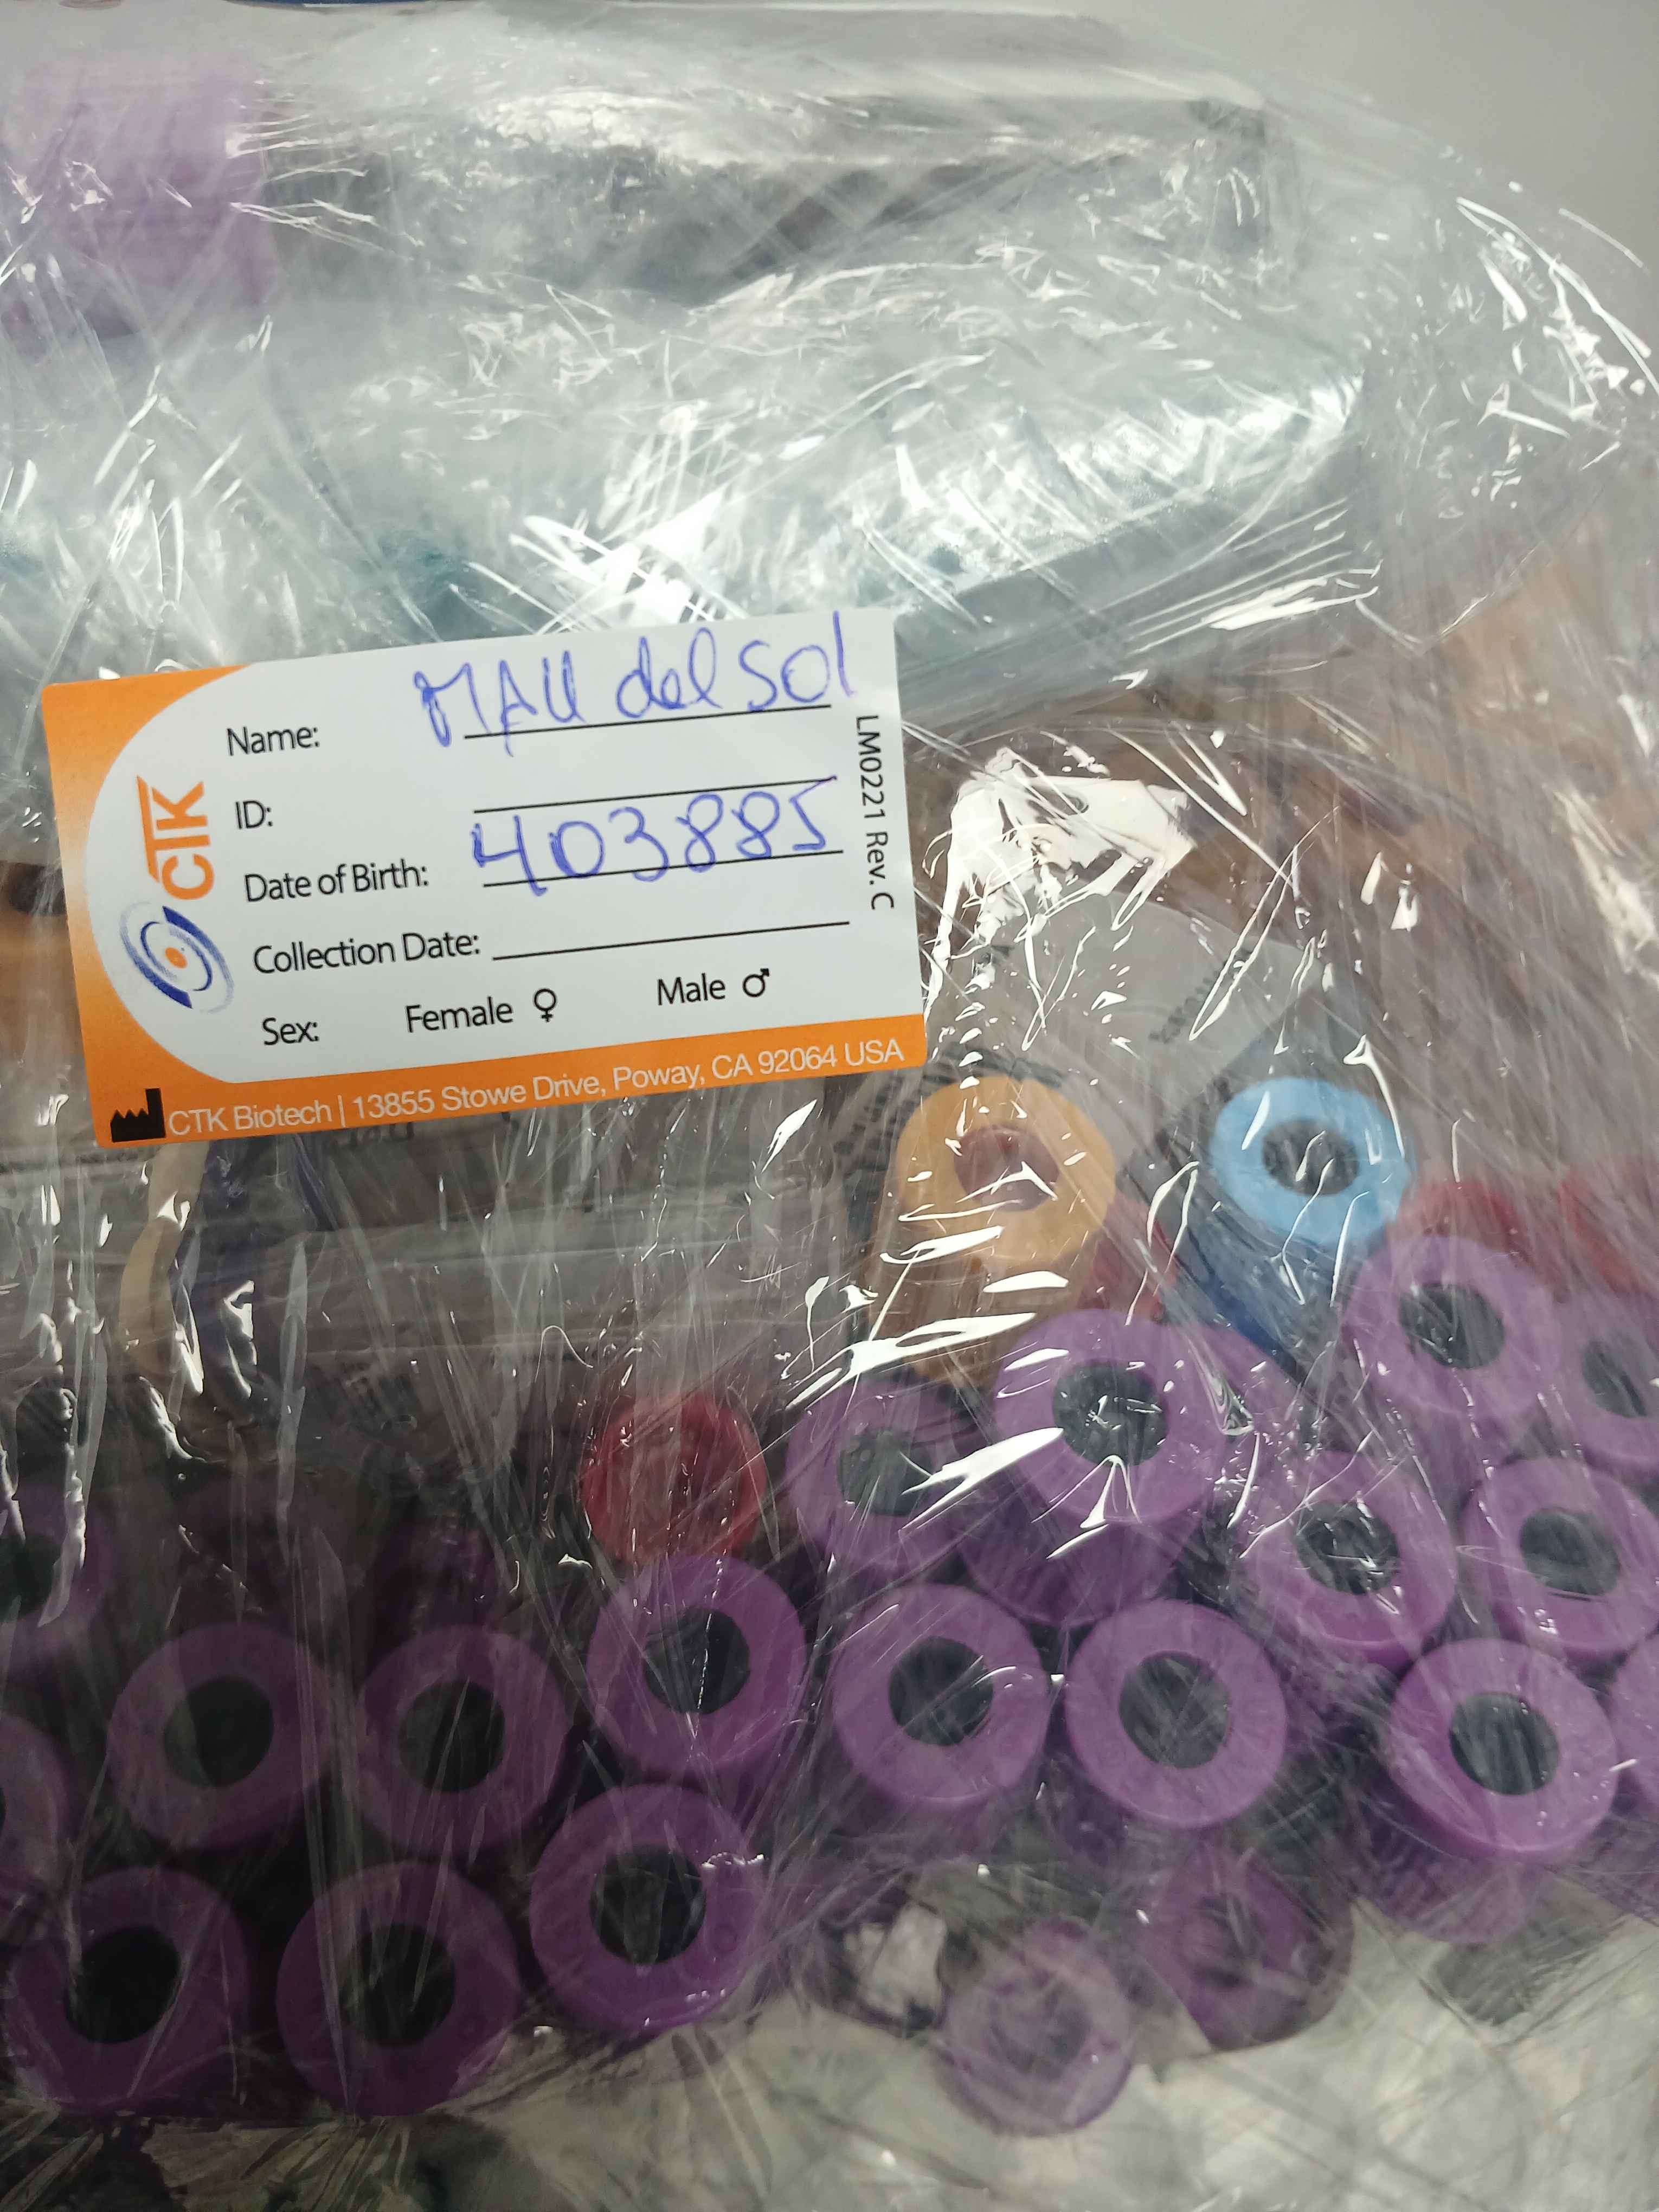 Name: MAU del Sol
ID:
Date of Birth: 403885
Collection Date:
Sex: Female ♀ Male ♂
CTK
LM0221 Rev. C
CTK Biotech | 13855 Stowe Drive, Poway, CA 92064 USA